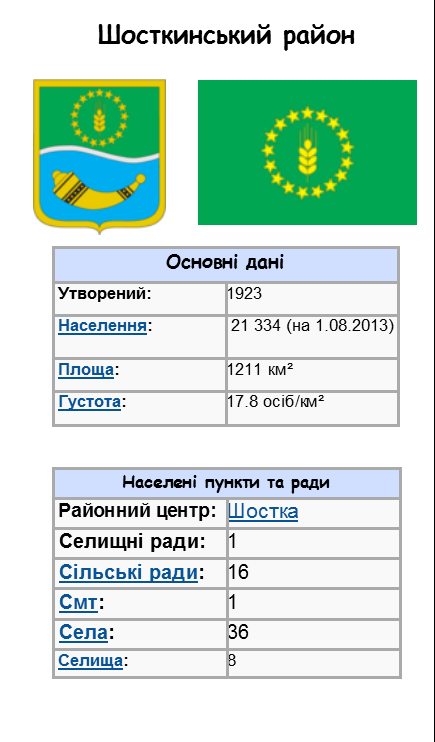 Шосткинський район
Основні дані
Утворений: 1923
Населення: 21 334 (на 1.08.2013)
Площа: 1211 км²
Густота: 17.8 осіб/км²
Населені пункти та ради
Районний центр: Шостка
Селищні ради: 1
Сільські ради: 16
Смт: 1
Села: 36
Селища: 8